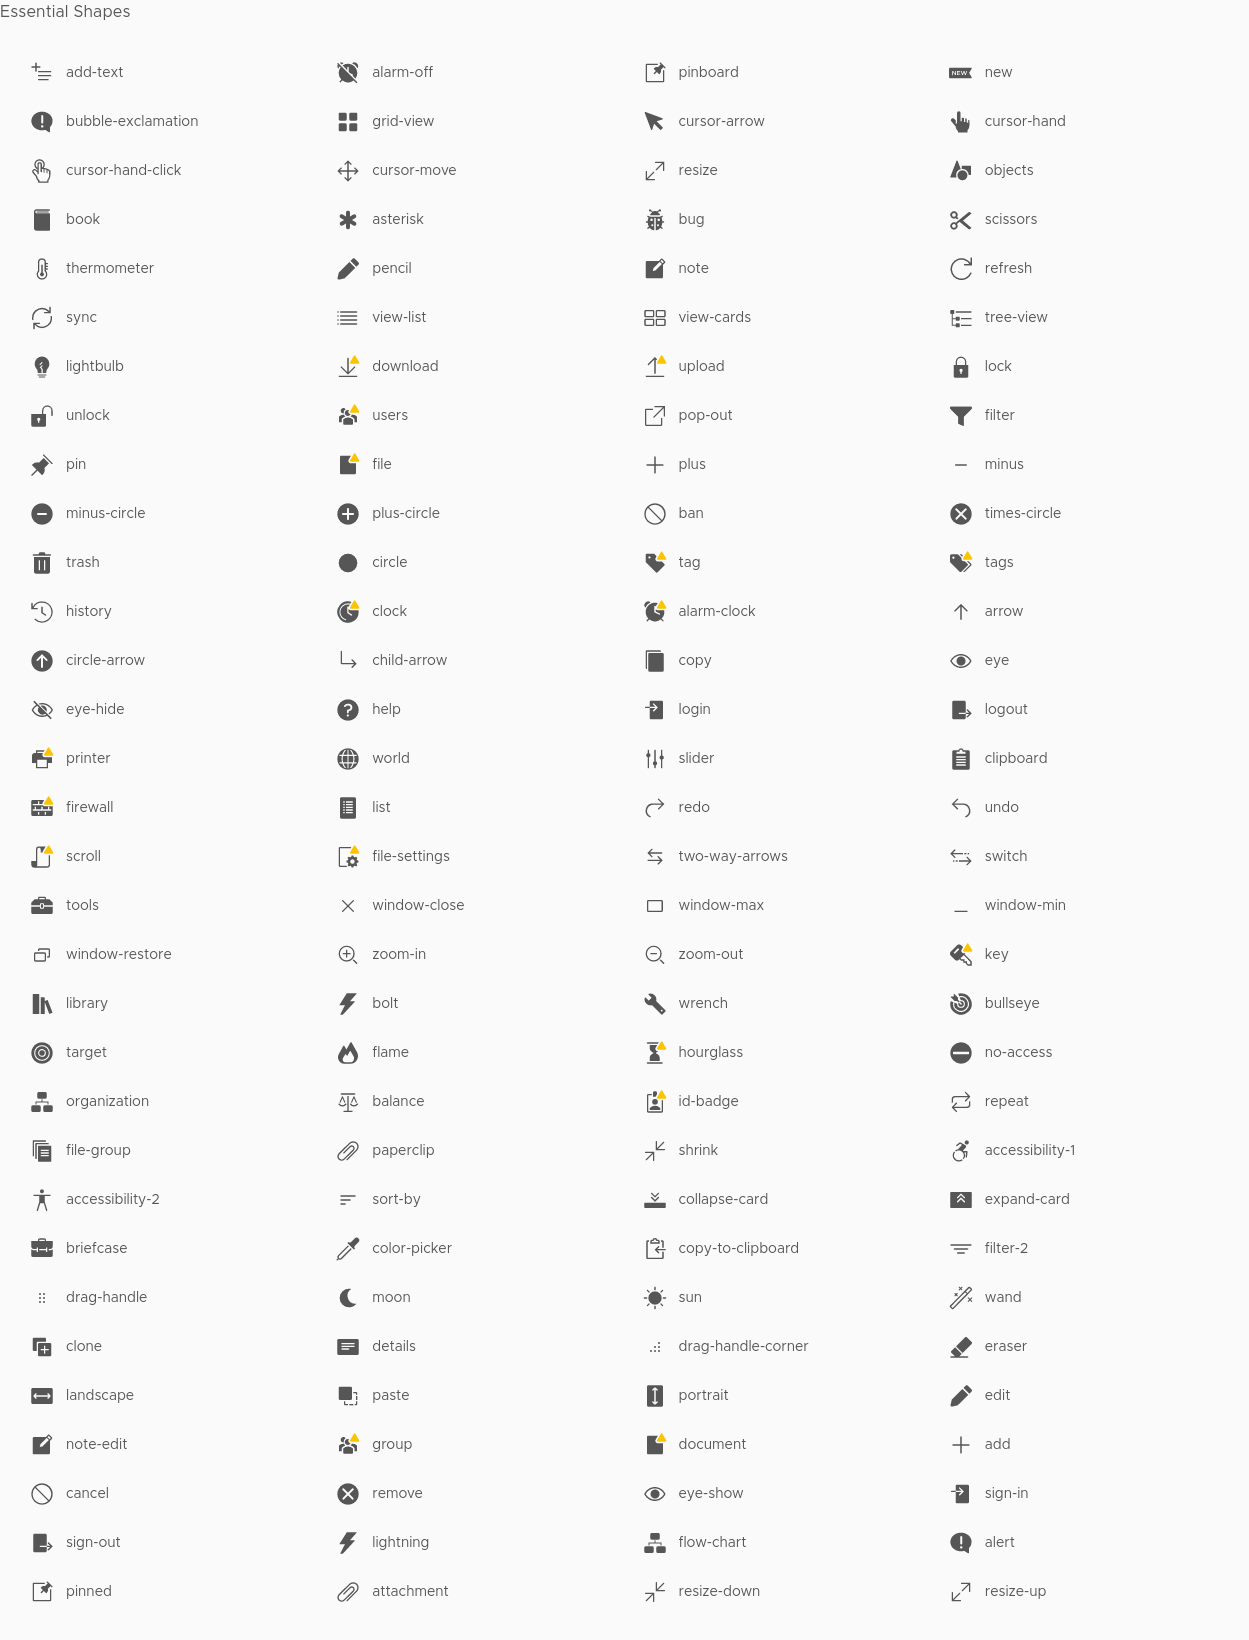 Essential Shapes
add-text alarm-off pinboard NEW new
bubble-exclamation grid-view cursor-arrow cursor-hand
cursor-hand-click cursor-move resize objects
book asterisk bug scissors
thermometer pencil note refresh
sync view-list view-cards tree-view
lightbulb download upload lock
unlock users pop-out filter
pin file plus minus
minus-circle plus-circle ban times-circle
trash circle tag tags
history clock alarm-clock arrow
circle-arrow child-arrow copy eye
eye-hide help login logout
printer world slider clipboard
firewall list redo undo
scroll file-settings two-way-arrows switch
tools window-close window-max window-min
window-restore zoom-in zoom-out key
library bolt wrench bullseye
target flame hourglass no-access
organization balance id-badge repeat
file-group paperclip shrink accessibility-1
accessibility-2 sort-by collapse-card expand-card
briefcase color-picker copy-to-clipboard filter-2
drag-handle moon sun wand
clone details drag-handle-corner eraser
landscape paste portrait edit
note-edit group document add
cancel remove eye-show sign-in
sign-out lightning flow-chart alert
pinned attachment resize-down resize-up